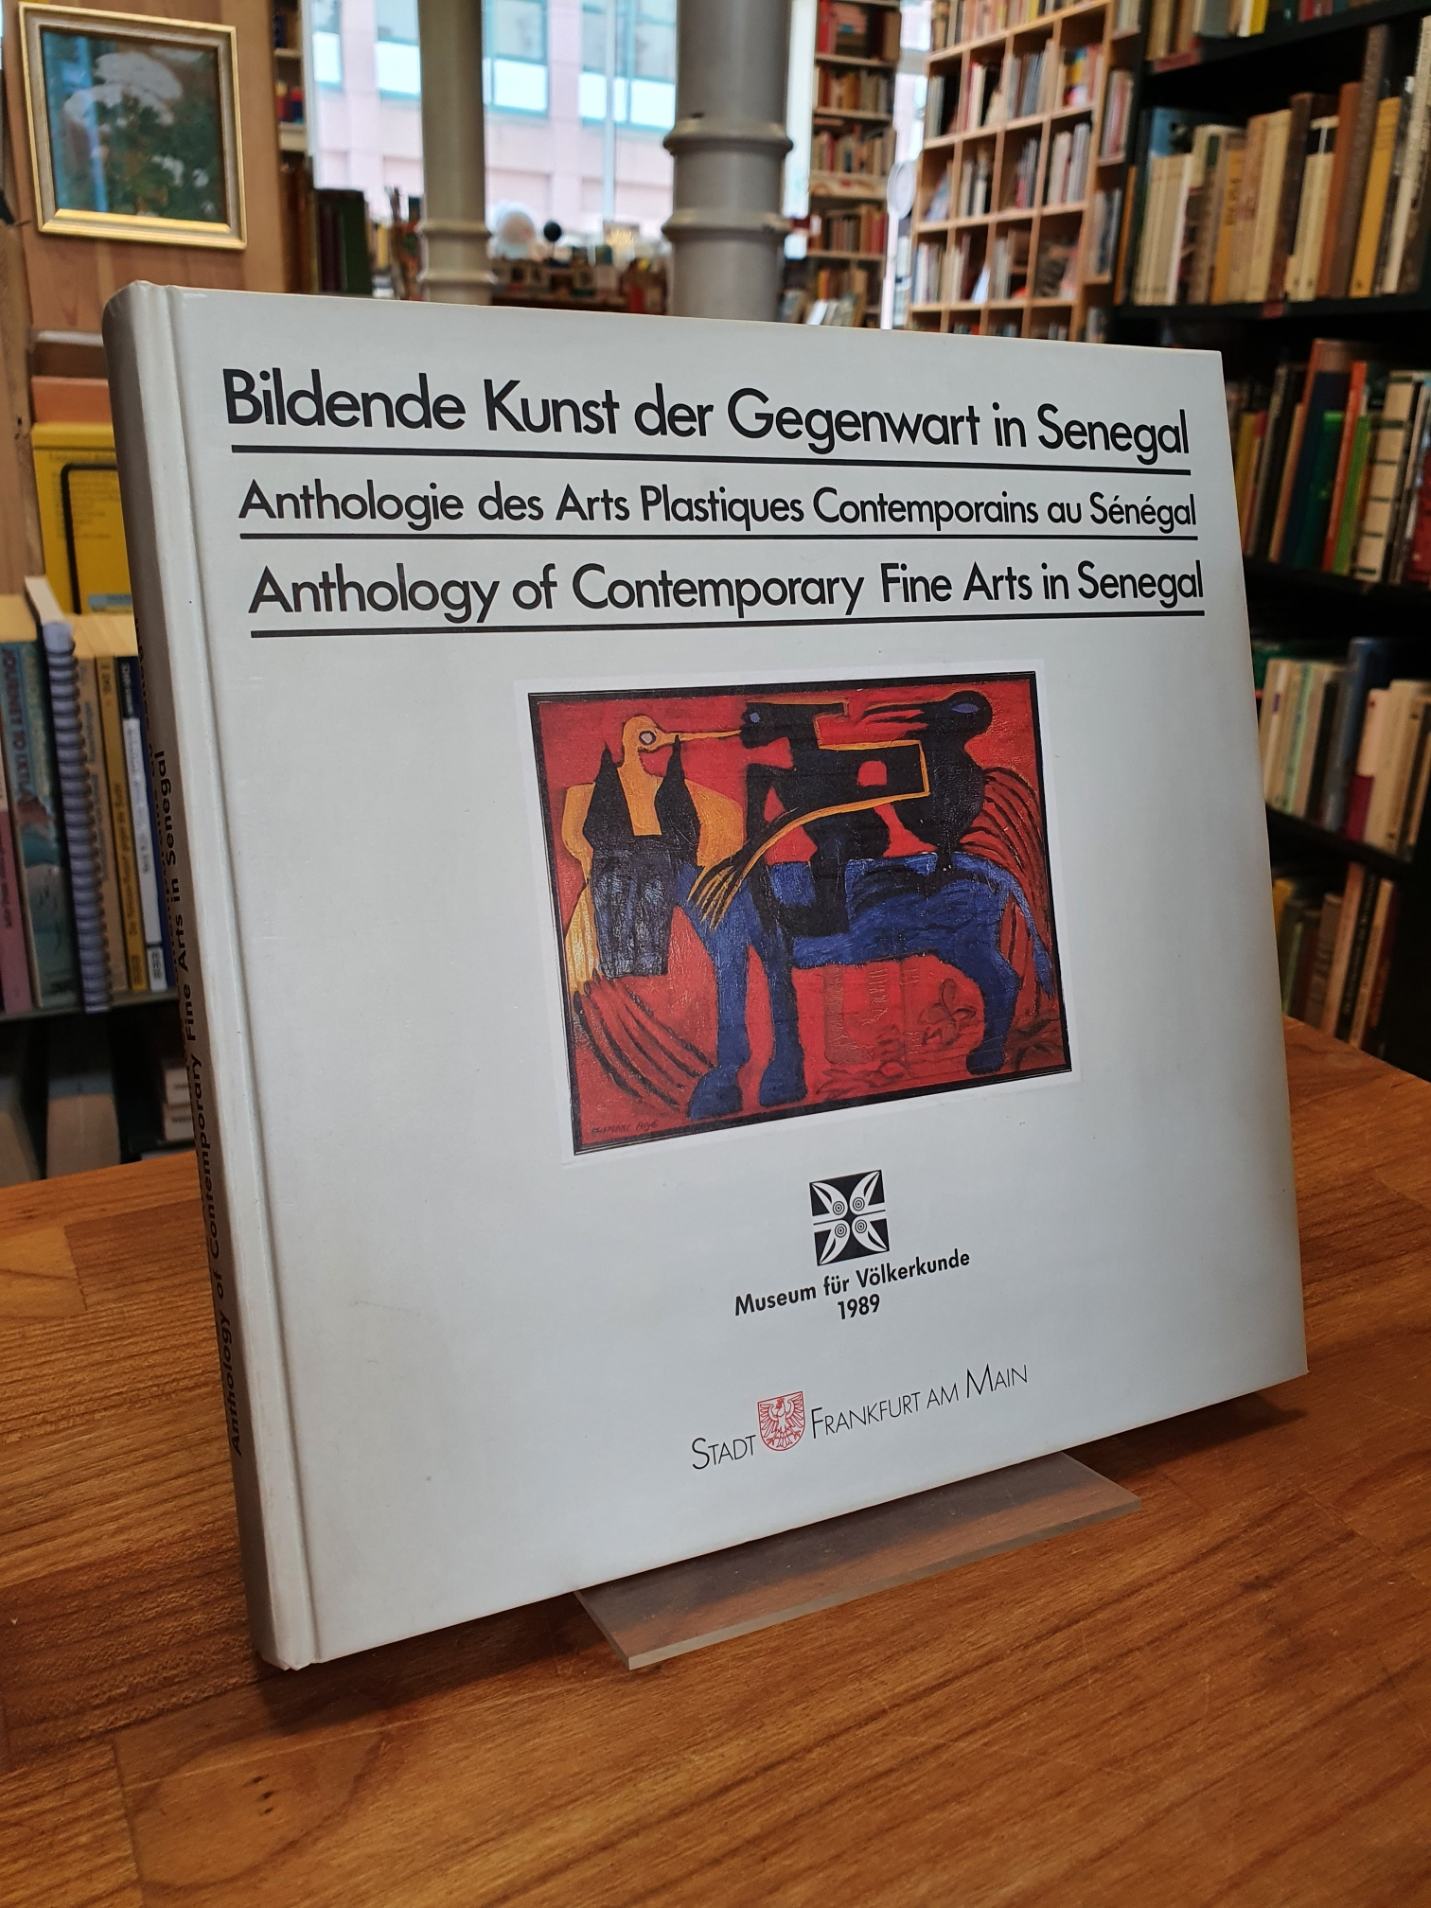 Bildende Kunst der Gegenwart in Senegal
Anthologie des Arts Plastiques Contemporains au Sénégal
Anthology of Contemporary Fine Arts in Senegal
Museum für Völkerkunde
1989
STADT FRANKFURT AM MAIN
Anthology of Contemporary Fine Arts in Senegal